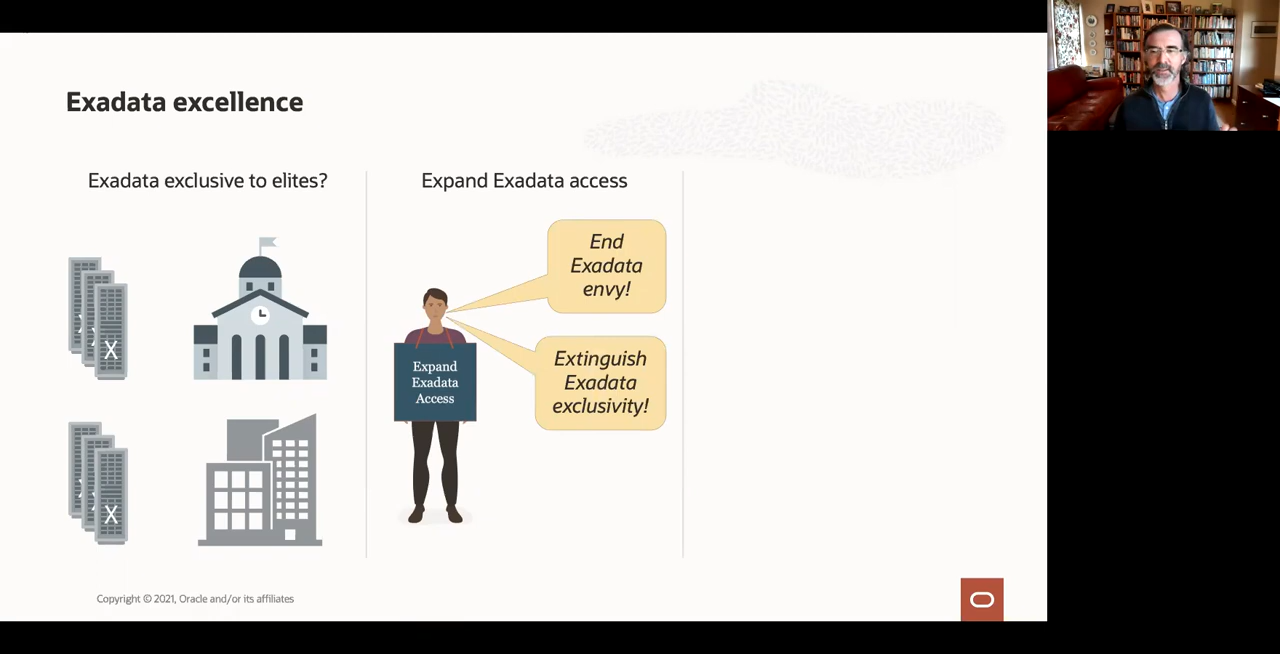 Exadata excellence
Exadata exclusive to elites?
X
X
Expand Exadata access
End
Exadata
envy!
Extinguish
Exadata
exclusivity!
Expand
Exadata
Access
Copyright © 2021, Oracle and/or its affiliates